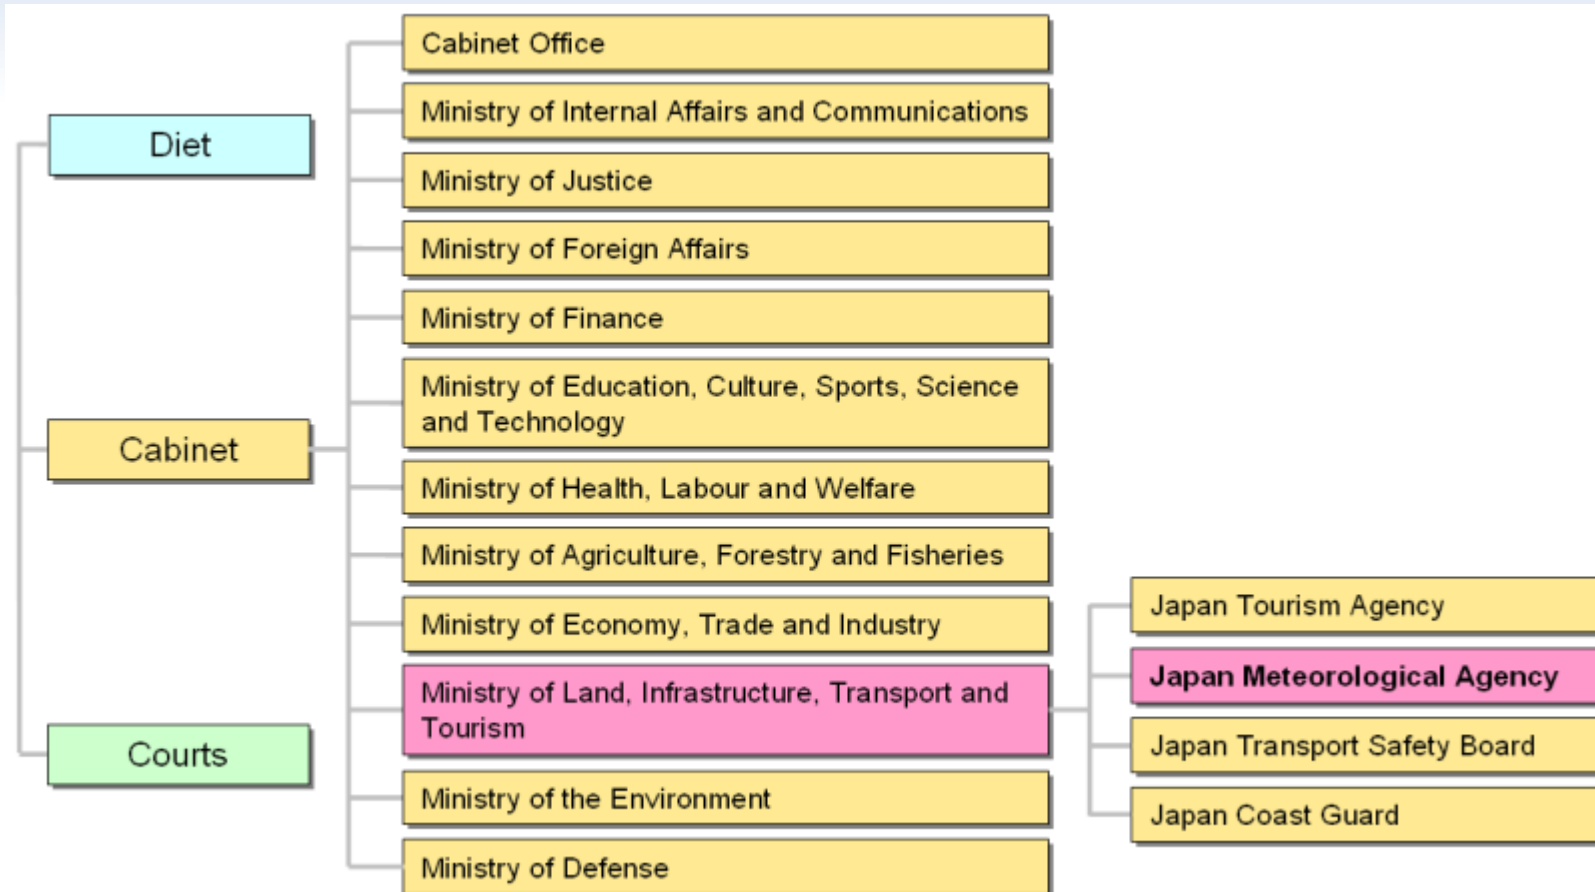 Diet
Cabinet
Courts
Cabinet Office
Ministry of Internal Affairs and Communications
Ministry of Justice
Ministry of Foreign Affairs
Ministry of Finance
Ministry of Education, Culture, Sports, Science
and Technology
Ministry of Health, Labour and Welfare
Ministry of Agriculture, Forestry and Fisheries
Ministry of Economy, Trade and Industry
Ministry of Land, Infrastructure, Transport and
Tourism
Ministry of the Environment
Ministry of Defense
Japan Tourism Agency
Japan Meteorological Agency
Japan Transport Safety Board
Japan Coast Guard